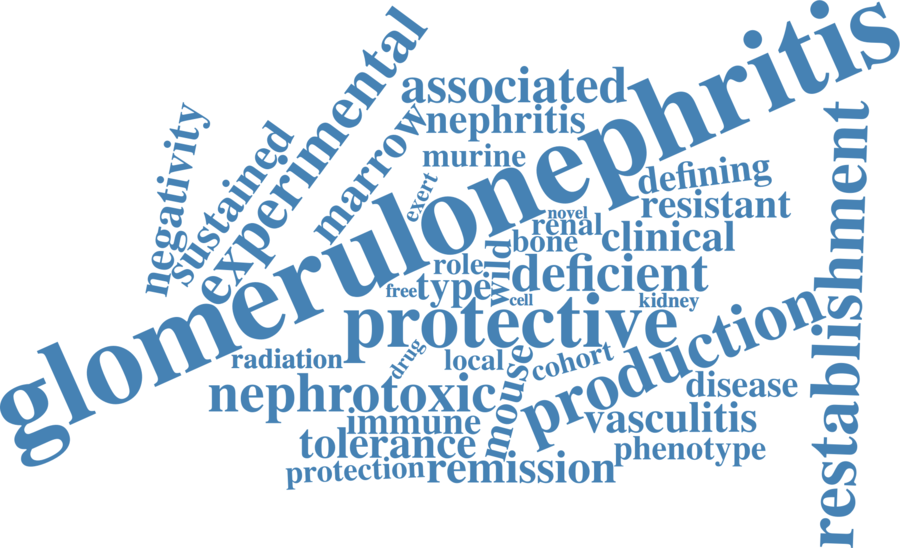 glomerulonephritis
experimental
negativity
sustained
marrow
associated
nephritis
murine
exert
defining
resistant
novel
renal
bone
clinical
role
wild
deficient
free
type
cell
kidney
protective
production
restablishment
radiation
drug
local
cohort
mouse
nephrotoxic
disease
immune
vasculitis
tolerance
phenotype
protection
remission